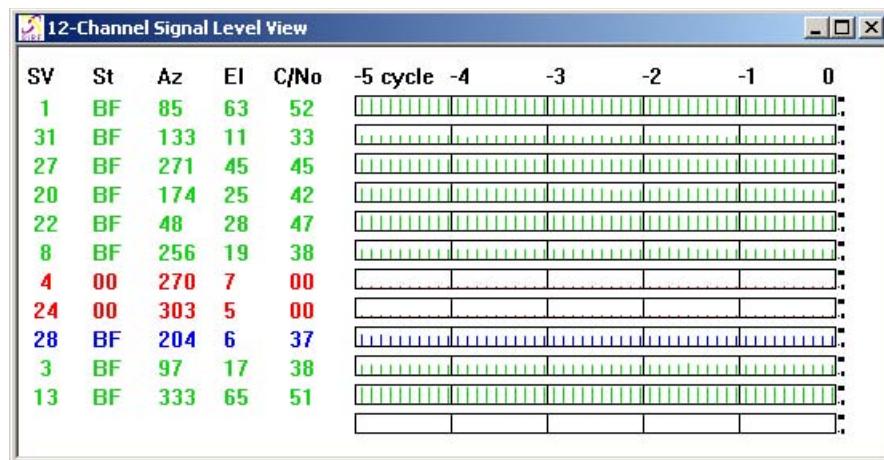 12-Channel Signal Level View
SV St Az El C/No -5 cycle -4 -3 -2 -1 0
1 BF 85 63 52
31 BF 133 11 33
27 BF 271 45 45
20 BF 174 25 42
22 BF 48 28 47
8 BF 256 19 38
4 00 270 7 00
24 00 303 5 00
28 BF 204 6 37
3 BF 97 17 38
13 BF 333 65 51